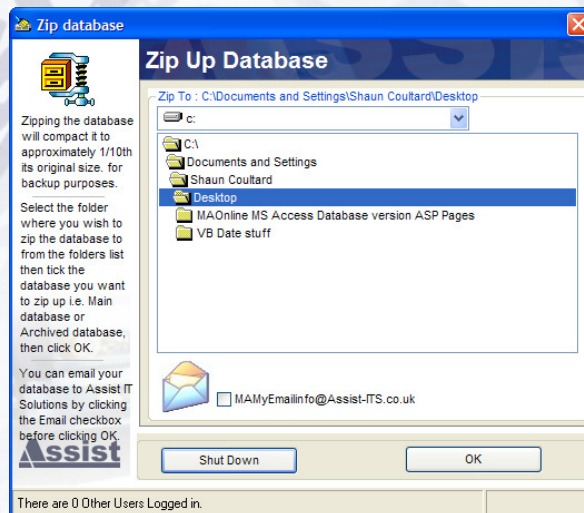 Zip database
Zip Up Database
Zipping the database
will compact it to
approximately 1/10th
its original size. for
backup purposes.
Select the folder
where you wish to
zip the database to
from the folders list
then tick the
database you want
to zip up i.e. Main
database or
Archived database,
then click OK.
You can email your
database to Assist IT
Solutions by clicking
the Email checkbox
before clicking OK.
Assist
Zip To : C:\Documents and Settings\Shaun Coultard\Desktop
c:
C:\
Documents and Settings
Shaun Coultard
Desktop
MAOnline MS Access Database version ASP Pages
VB Date stuff
MAMyEmailinfo@Assist-ITS.co.uk
Shut Down
OK
There are 0 Other Users Logged in.